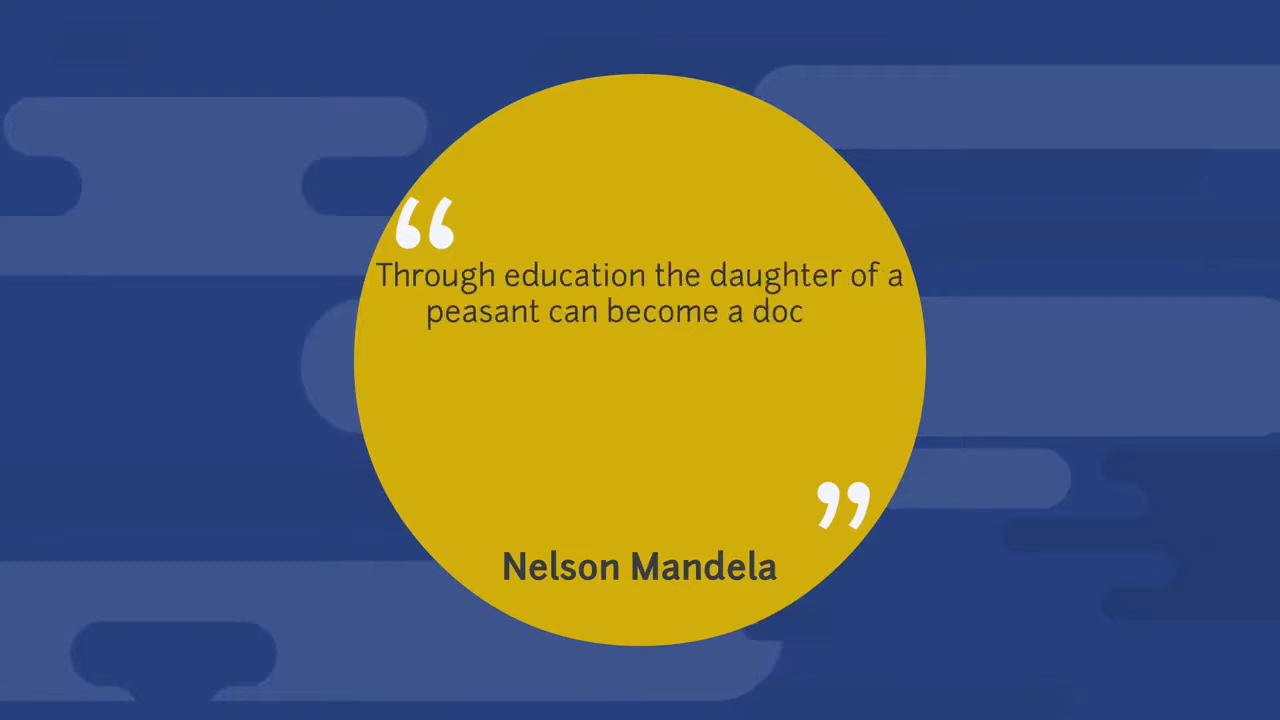 “
Through education the daughter of a
peasant can become a doc
”
Nelson Mandela